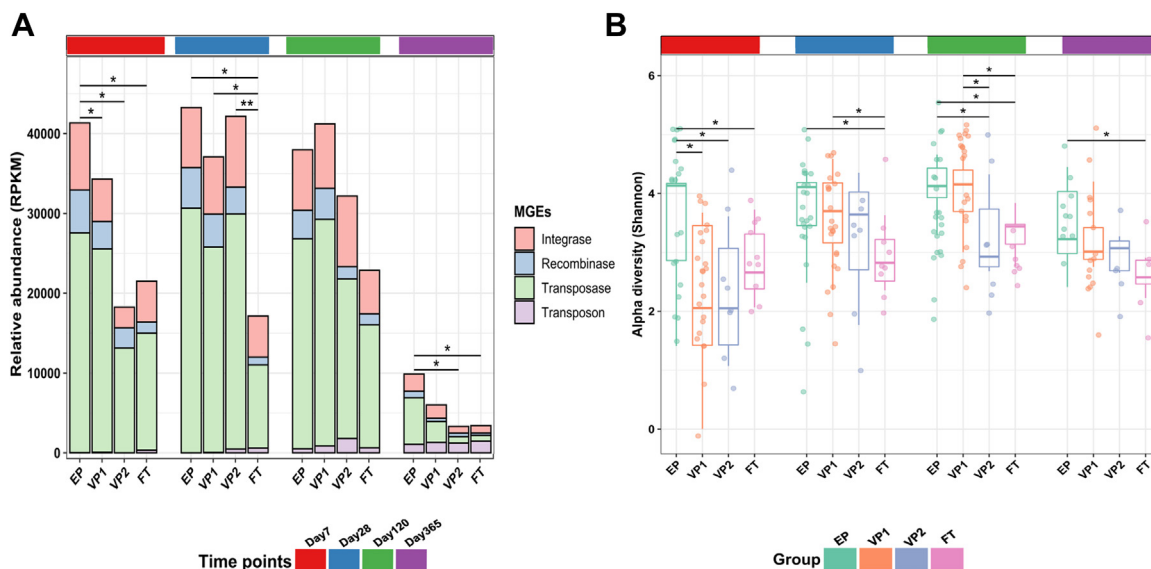 A
Relative abundance (RPKM)
40000
30000
20000
10000
0
* * *
* * **
* *
EP VP1 VP2 FT EP VP1 VP2 FT EP VP1 VP2 FT EP VP1 VP2 FT
MGEs
Integrase
Recombinase
Transposase
Transposon
Time points
Day7 Day28 Day120 Day365
B
Alpha diversity (Shannon)
6
4
2
0
* * *
* *
* * * *
*
EP VP1 VP2 FT EP VP1 VP2 FT EP VP1 VP2 FT EP VP1 VP2 FT
Group
EP VP1 VP2 FT